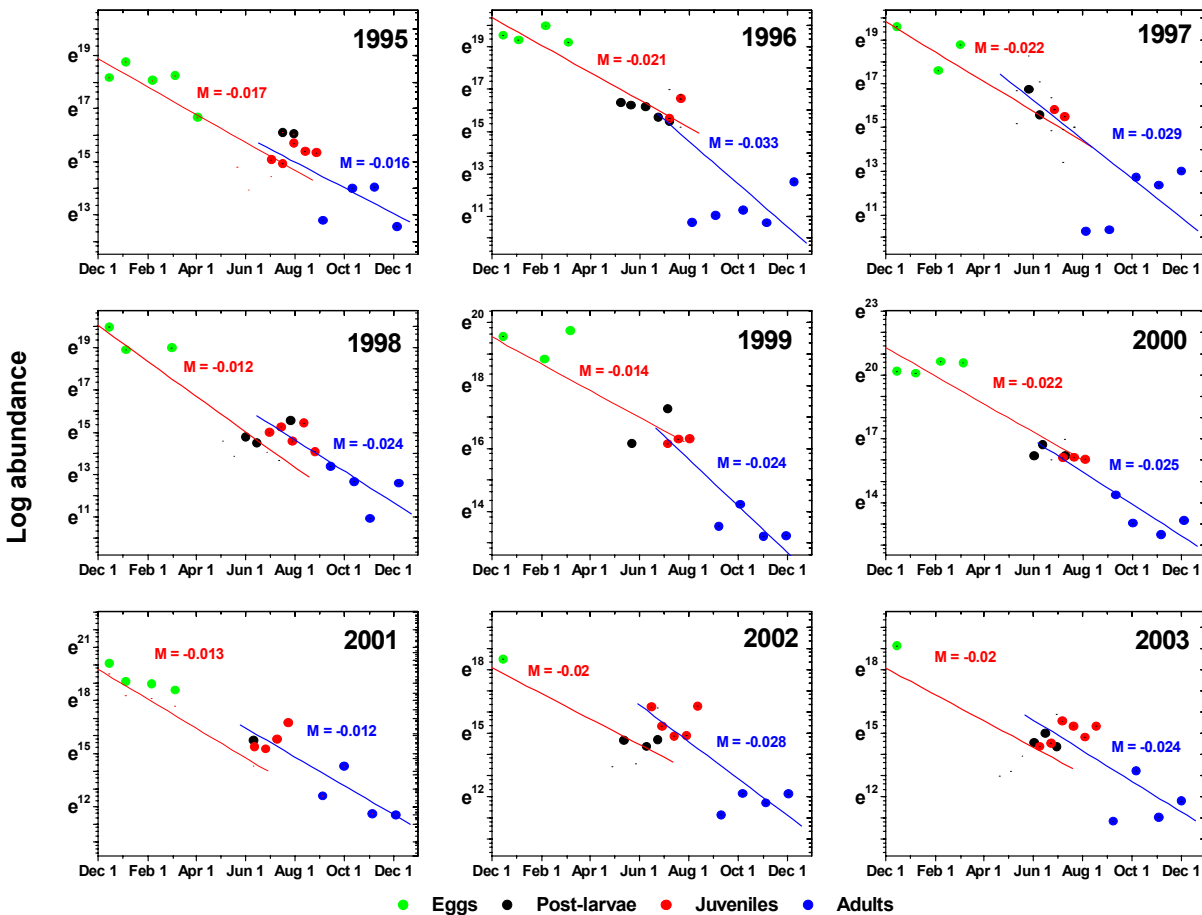 1995
e19
e17
e15
e13
M = -0.017
M = -0.016
Dec 1 Feb 1 Apr 1 Jun 1 Aug 1 Oct 1 Dec 1
1996
e19
e17
e15
e13
e11
M = -0.021
M = -0.033
Dec 1 Feb 1 Apr 1 Jun 1 Aug 1 Oct 1 Dec 1
1997
e19
e17
e15
e13
e11
M = -0.022
M = -0.029
Dec 1 Feb 1 Apr 1 Jun 1 Aug 1 Oct 1 Dec 1
Log abundance
1998
e19
e17
e15
e13
e11
M = -0.012
M = -0.024
Dec 1 Feb 1 Apr 1 Jun 1 Aug 1 Oct 1 Dec 1
1999
e20
e18
e16
e14
M = -0.014
M = -0.024
Dec 1 Feb 1 Apr 1 Jun 1 Aug 1 Oct 1 Dec 1
2000
e23
e20
e17
e14
M = -0.022
M = -0.025
Dec 1 Feb 1 Apr 1 Jun 1 Aug 1 Oct 1 Dec 1
2001
e21
e18
e15
e12
M = -0.013
M = -0.012
Dec 1 Feb 1 Apr 1 Jun 1 Aug 1 Oct 1 Dec 1
2002
e18
e15
e12
M = -0.02
M = -0.028
Dec 1 Feb 1 Apr 1 Jun 1 Aug 1 Oct 1 Dec 1
2003
e18
e15
e12
M = -0.02
M = -0.024
Dec 1 Feb 1 Apr 1 Jun 1 Aug 1 Oct 1 Dec 1
Eggs Post-larvae Juveniles Adults